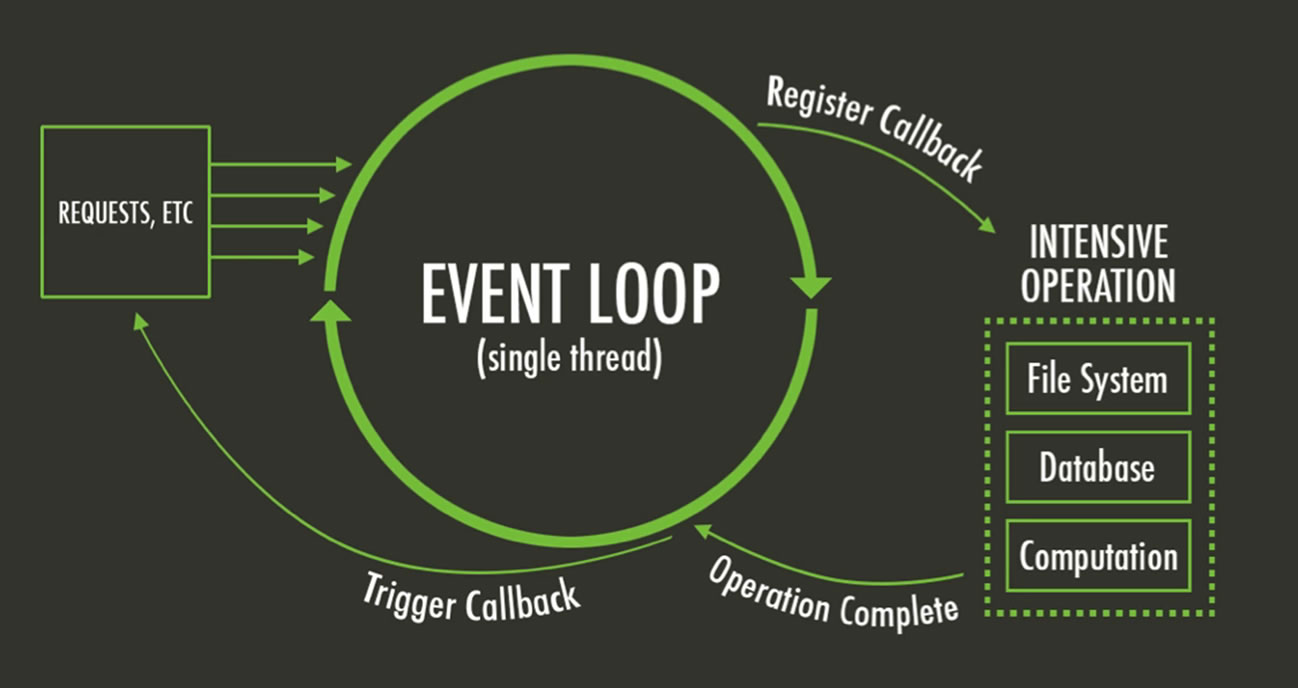 REQUESTS, ETC
EVENT LOOP
(single thread)
Register Callback
INTENSIVE
OPERATION
File System
Database
Computation
Operation Complete
Trigger Callback